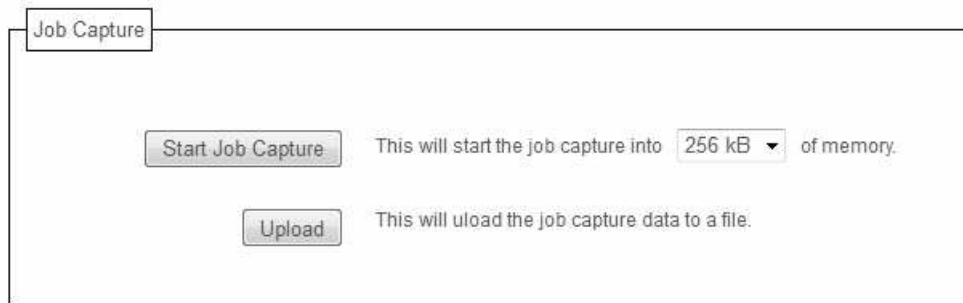 Job Capture
Start Job Capture This will start the job capture into 256 kB of memory.
Upload This will uload the job capture data to a file.